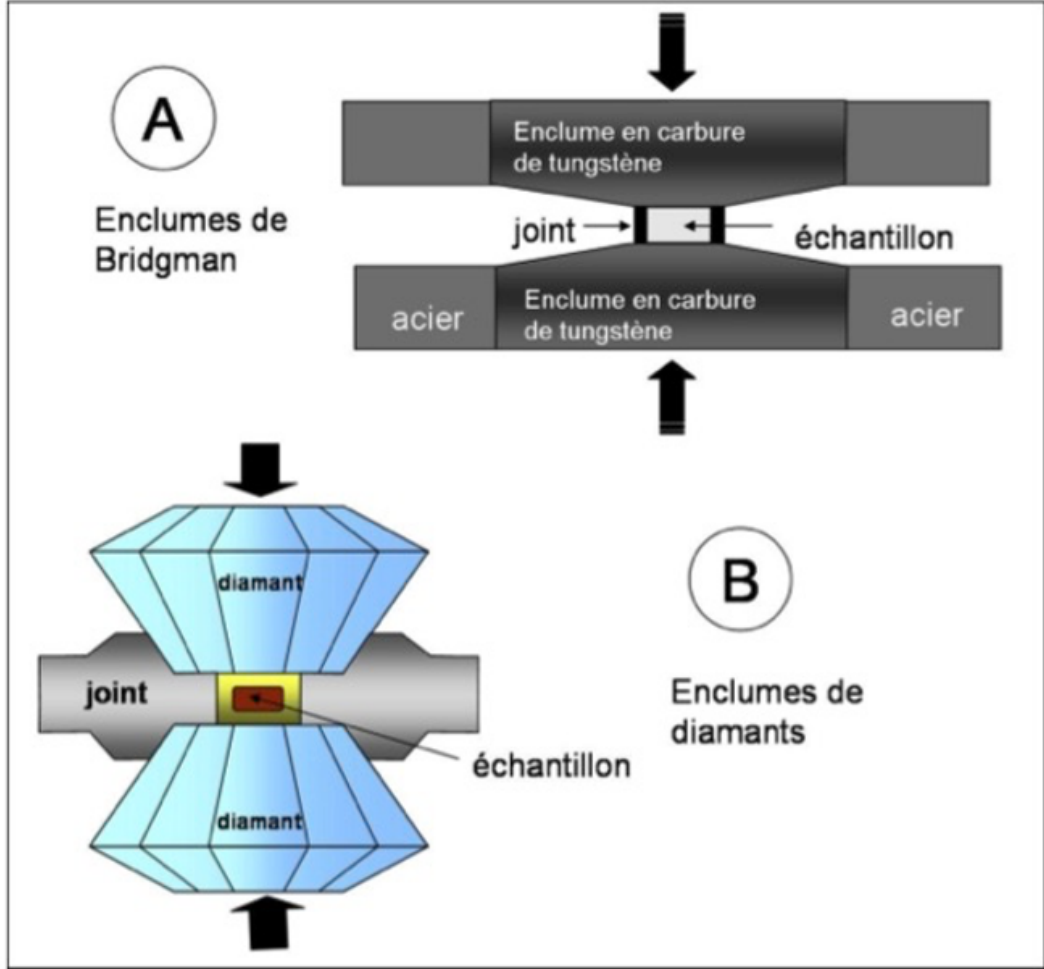 A
Enclumes de
Bridgman
Enclume en carbure
de tungstène
joint
échantillon
Enclume en carbure
de tungstène
acier
acier
diamant
B
joint
Enclumes de
diamants
échantillon
diamant